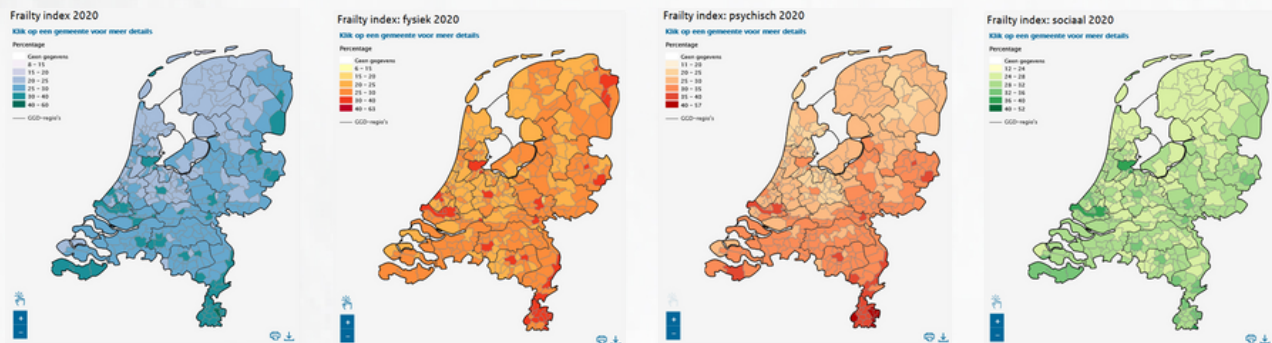 Frailty index 2020
Klik op een gemeente voor meer details
Percentage
Geen gegevens
8 - 15
15 - 20
20 - 25
25 - 30
30 - 40
40 - 60
GGD-regio's
+
−
Frailty index: fysiek 2020
Klik op een gemeente voor meer details
Percentage
Geen gegevens
6 - 15
15 - 20
20 - 25
25 - 30
30 - 40
40 - 63
GGD-regio's
+
−
Frailty index: psychisch 2020
Klik op een gemeente voor meer details
Percentage
Geen gegevens
11 - 20
20 - 25
25 - 30
30 - 35
35 - 40
40 - 57
GGD-regio's
+
−
Frailty index: sociaal 2020
Klik op een gemeente voor meer details
Percentage
Geen gegevens
12 - 24
24 - 28
28 - 32
32 - 36
36 - 40
40 - 52
GGD-regio's
+
−